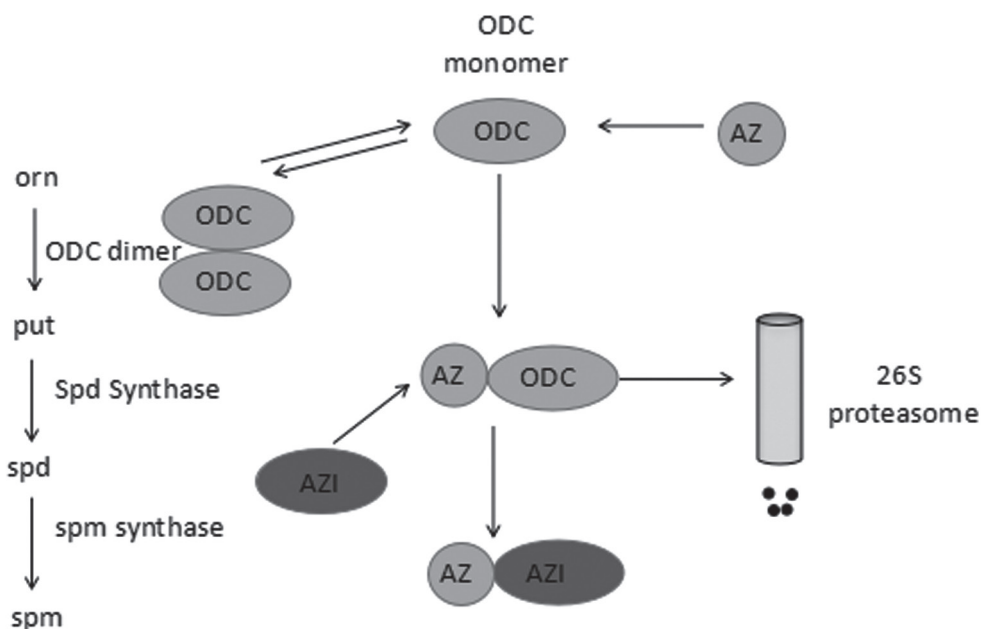 ODC
monomer
ODC
AZ
orn
ODC
ODC dimer
ODC
put
AZ
ODC
26S
proteasome
Spd Synthase
spd
AZI
spm synthase
AZ
AZI
spm